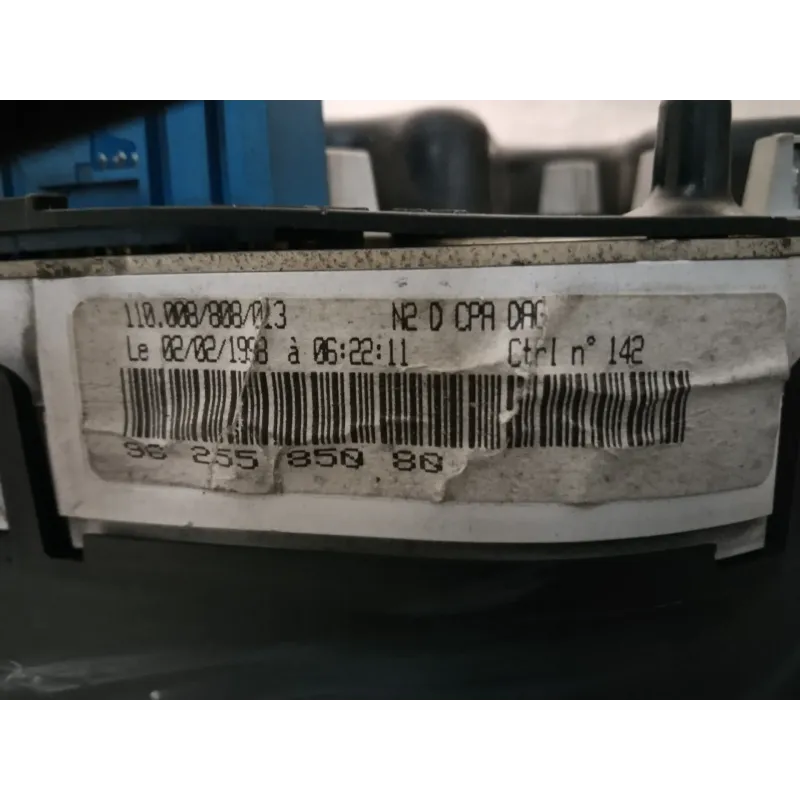 110.008/808/013 N2 D CPA DAG
Le 02/02/1998 à 06:22:11 Ctrl n° 142
96 255 850 80